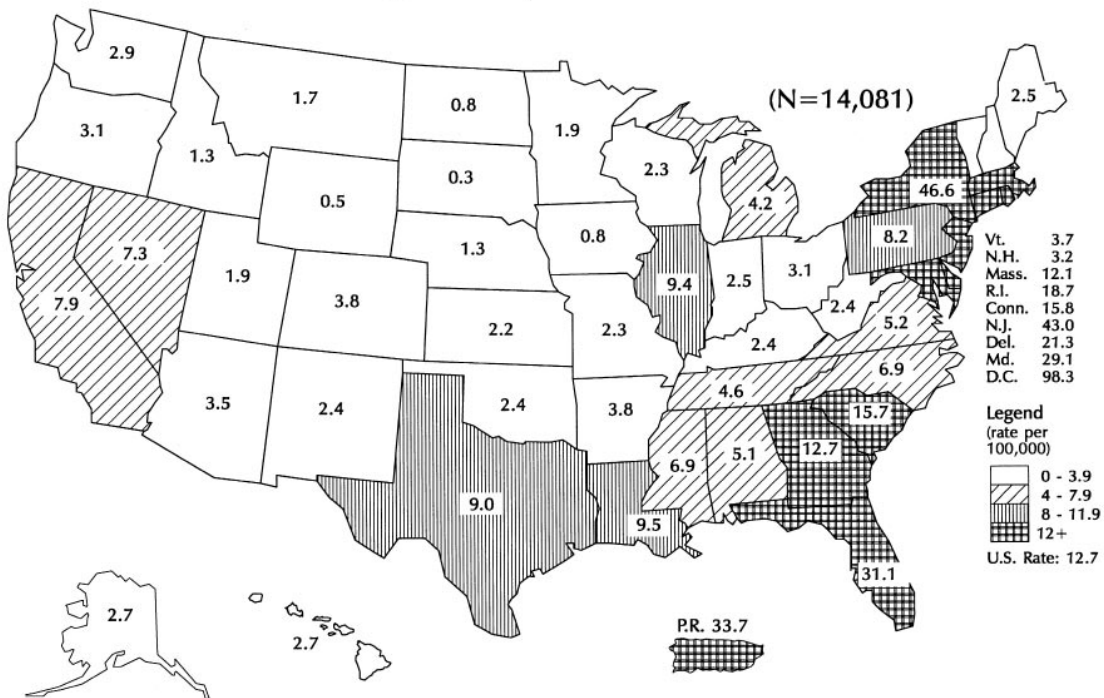 2.9
1.7
0.8
(N=14,081)
2.5
3.1
1.3
1.9
2.3
0.3
0.5
46.6
4.2
1.3
0.8
8.2
7.3
1.9
3.8
9.4
2.5
3.1
7.9
2.4
5.2
2.2
2.3
2.4
6.9
3.5
2.4
2.4
3.8
4.6
15.7
12.7
6.9
5.1
9.0
9.5
31.1
Vt. 3.7
N.H. 3.2
Mass. 12.1
R.I. 18.7
Conn. 15.8
N.J. 43.0
Del. 21.3
Md. 29.1
D.C. 98.3
Legend
(rate per
100,000)
0 - 3.9
4 - 7.9
8 - 11.9
12+
U.S. Rate: 12.7
2.7
2.7
P.R. 33.7